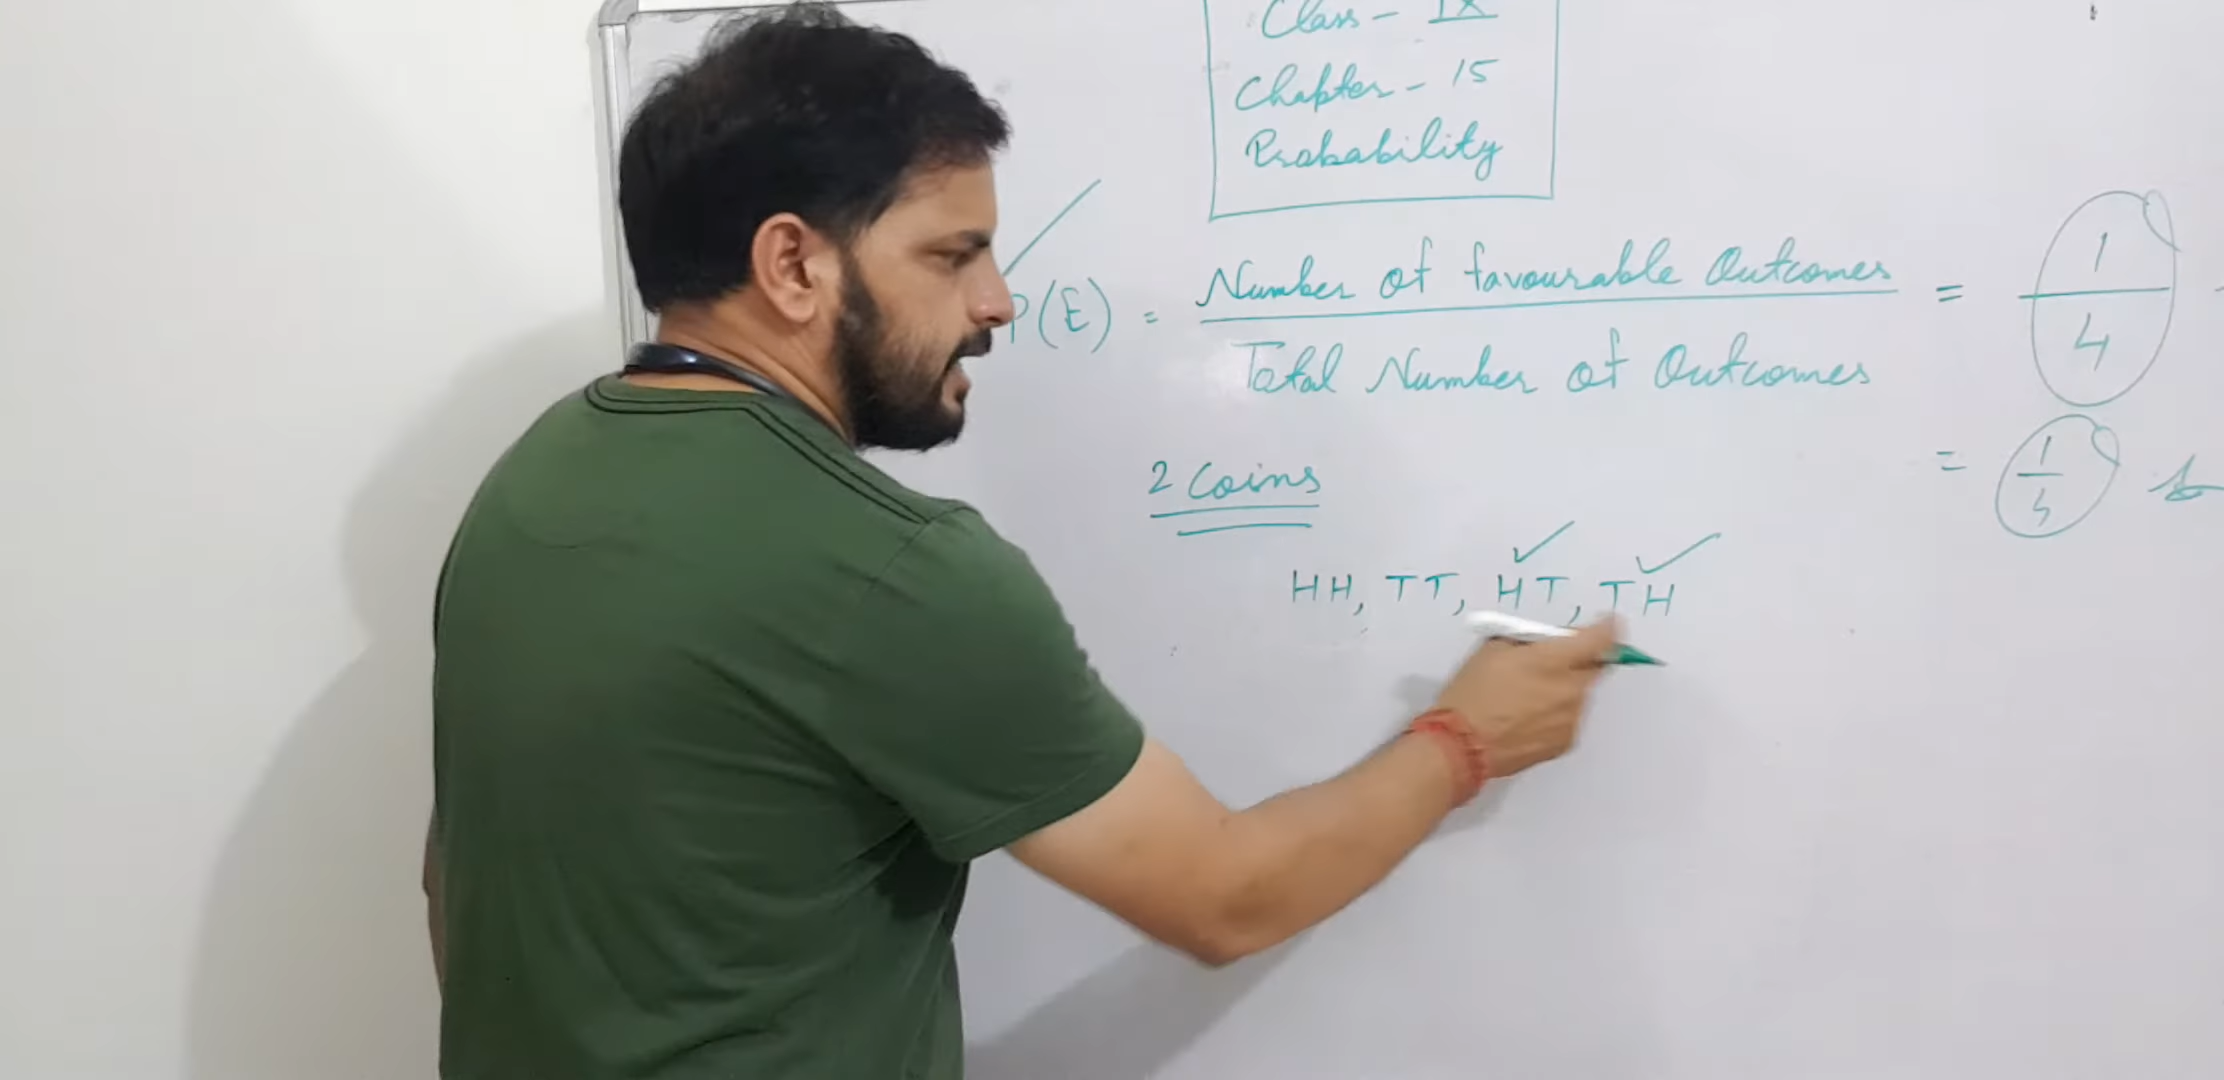 Class - IX
Chapter - 15
Probability
P(E) = Number of favourable Outcomes / Total Number of Outcomes = 1/4
= 1/4
2 Coins
HH, TT, HT, TH